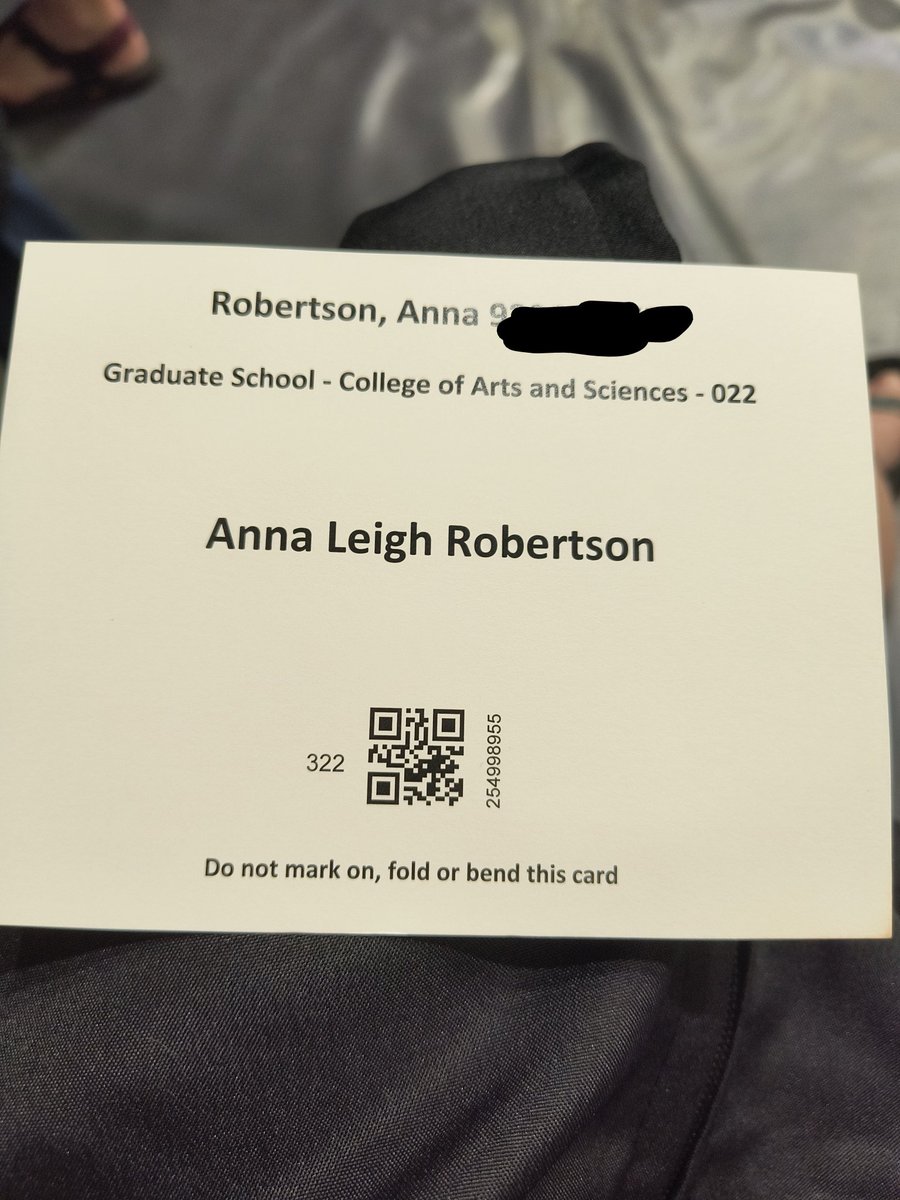 Robertson, Anna
Graduate School - College of Arts and Sciences - 022
Anna Leigh Robertson
322
254998955
Do not mark on, fold or bend this card